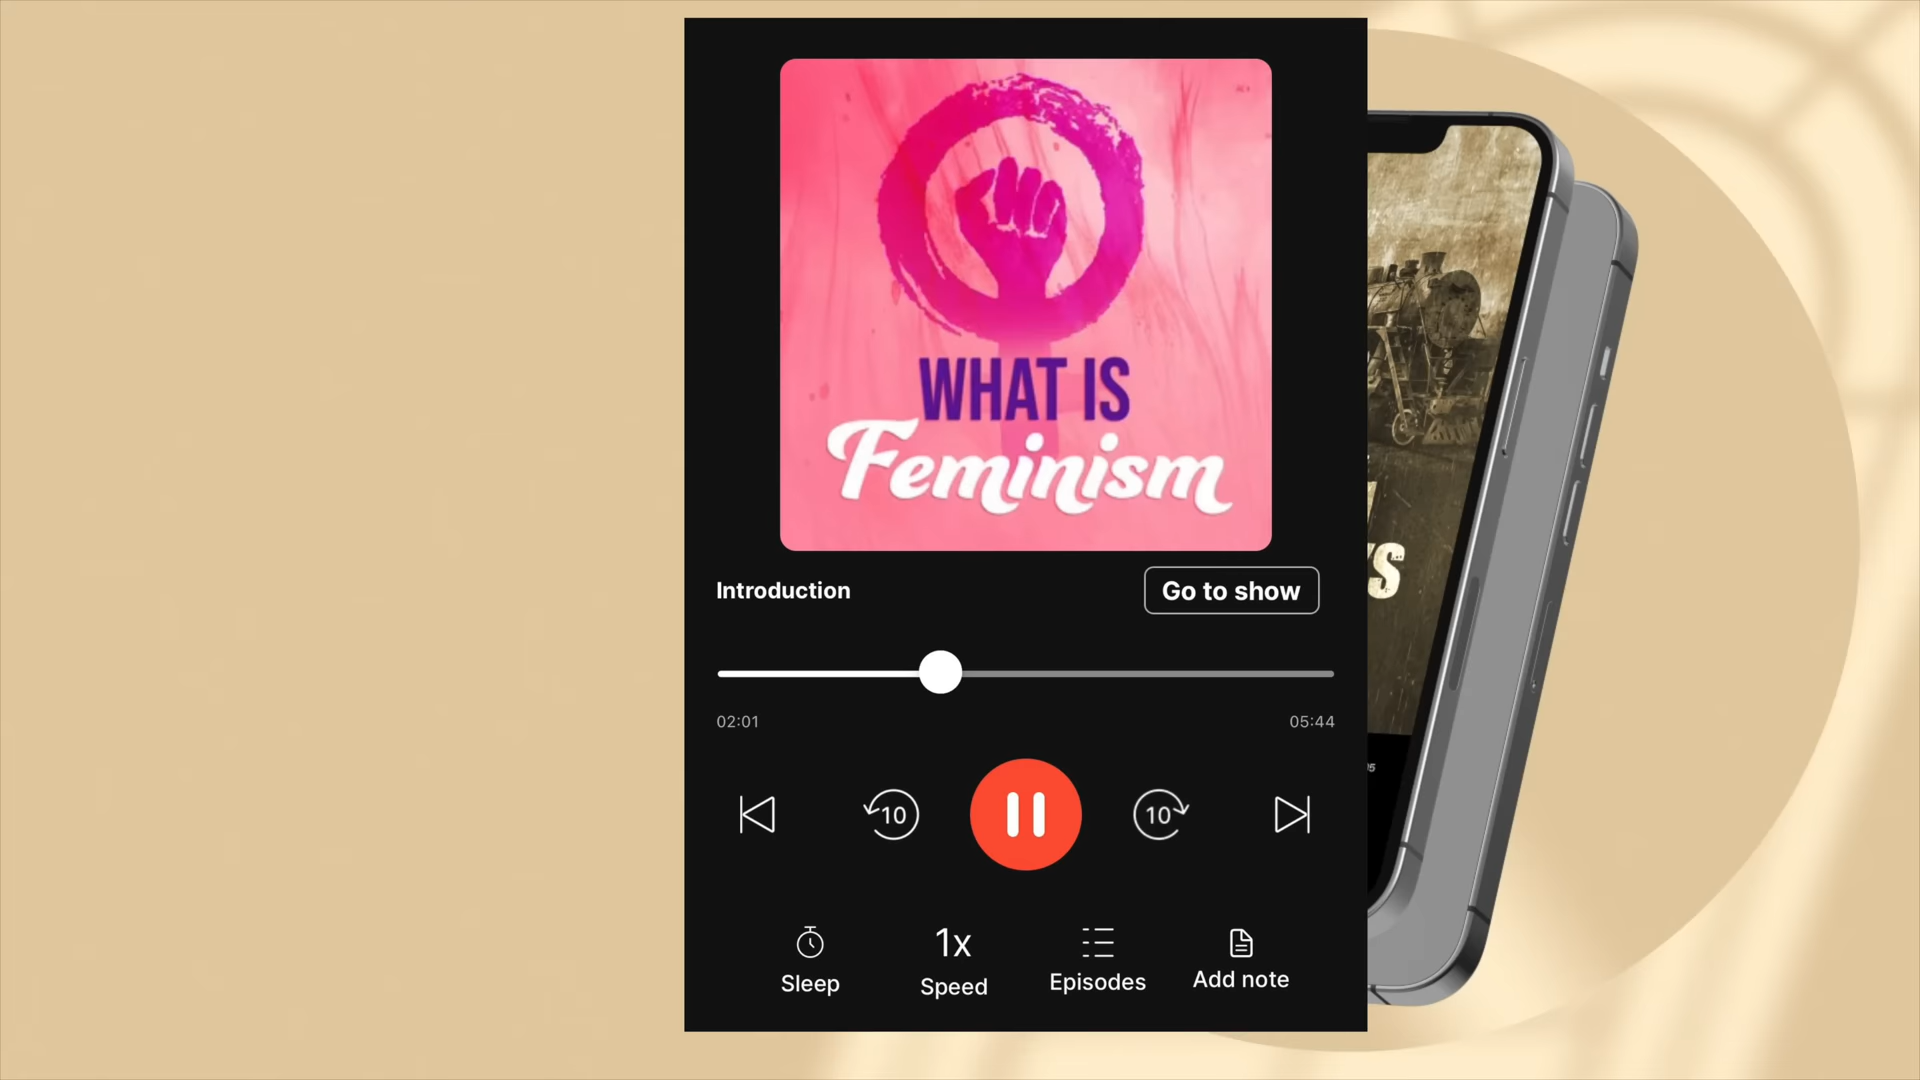 WHAT IS
Feminism
Introduction
Go to show
02:01
05:44
10
10
1x
Sleep
Speed
Episodes
Add note